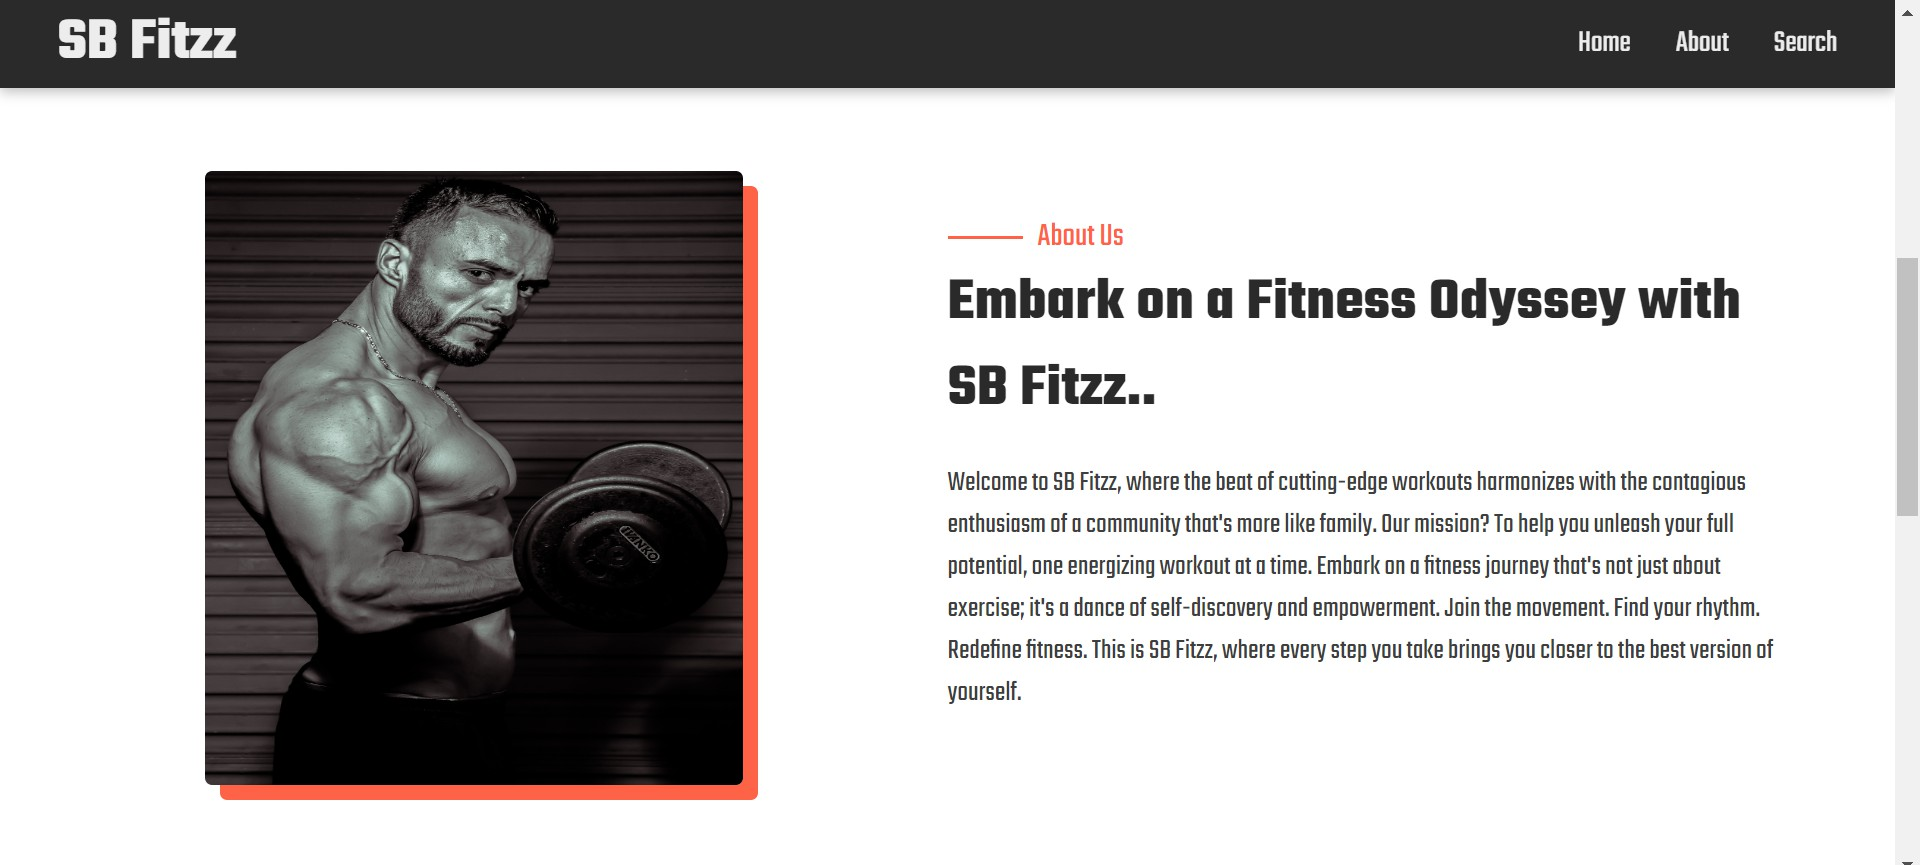 SB Fitzz
Home About Search
About Us
Embark on a Fitness Odyssey with
SB Fitzz..
Welcome to SB Fitzz, where the beat of cutting-edge workouts harmonizes with the contagious
enthusiasm of a community that's more like family. Our mission? To help you unleash your full
potential, one energizing workout at a time. Embark on a fitness journey that's not just about
exercise; it's a dance of self-discovery and empowerment. Join the movement. Find your rhythm.
Redefine fitness. This is SB Fitzz, where every step you take brings you closer to the best version of
yourself.